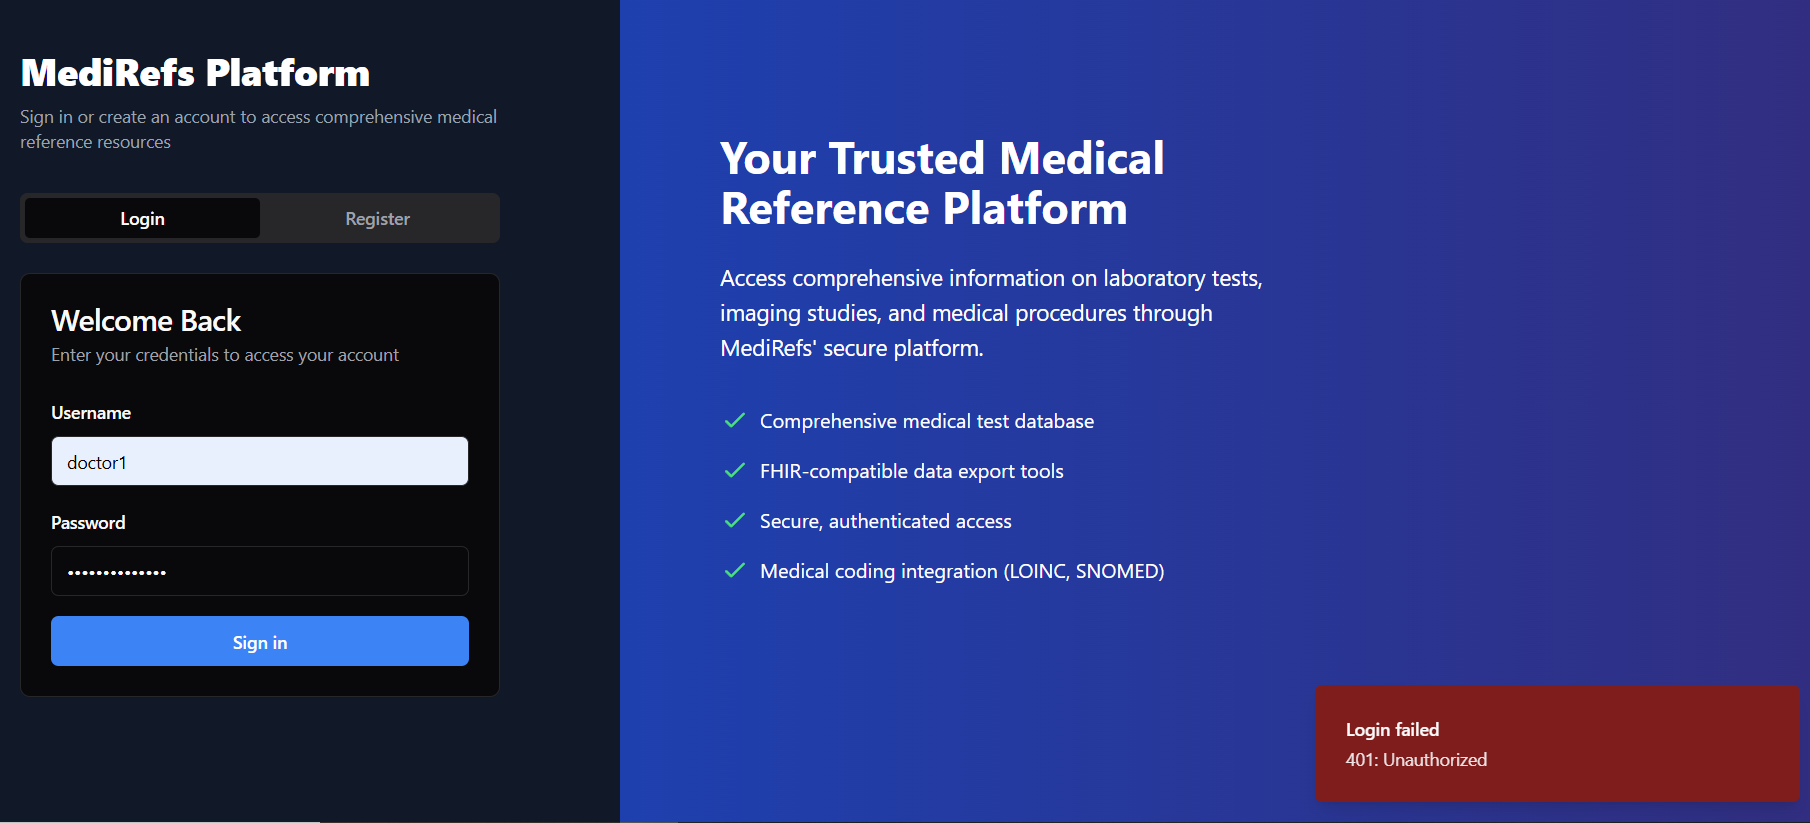 MediRefs Platform
Sign in or create an account to access comprehensive medical
reference resources
Login
Register
Welcome Back
Enter your credentials to access your account
Username
doctor1
Password
••••••••••••••
Sign in
Your Trusted Medical
Reference Platform
Access comprehensive information on laboratory tests,
imaging studies, and medical procedures through
MediRefs' secure platform.
Comprehensive medical test database
FHIR-compatible data export tools
Secure, authenticated access
Medical coding integration (LOINC, SNOMED)
Login failed
401: Unauthorized